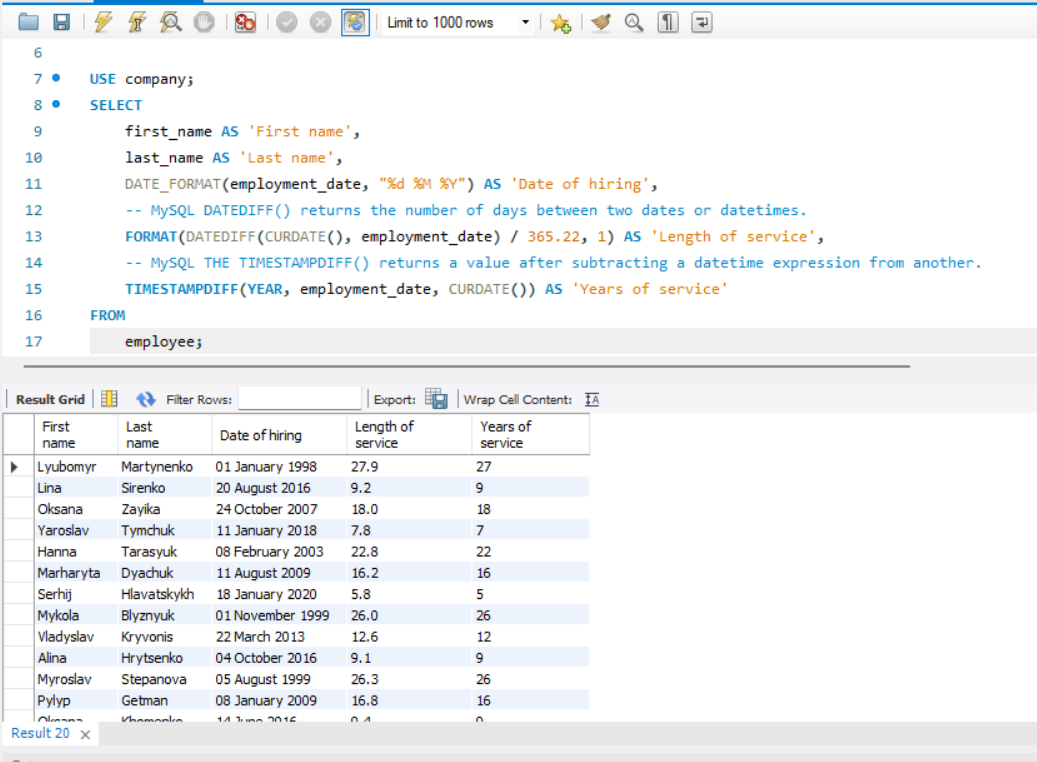 Limit to 1000 rows
6
7 USE company;
8 SELECT
9 first_name AS 'First name',
10 last_name AS 'Last name',
11 DATE_FORMAT(employment_date, "%d %M %Y") AS 'Date of hiring',
12 -- MySQL DATEDIFF() returns the number of days between two dates or datetimes.
13 FORMAT(DATEDIFF(CURDATE(), employment_date) / 365.22, 1) AS 'Length of service',
14 -- MySQL THE TIMESTAMPDIFF() returns a value after subtracting a datetime expression from another.
15 TIMESTAMPDIFF(YEAR, employment_date, CURDATE()) AS 'Years of service'
16 FROM
17 employee;
Result Grid Filter Rows: Export: Wrap Cell Content:
First name Last name Date of hiring Length of service Years of service
Lyubomyr Martynenko 01 January 1998 27.9 27
Lina Sirenko 20 August 2016 9.2 9
Oksana Zayika 24 October 2007 18.0 18
Yaroslav Tymchuk 11 January 2018 7.8 7
Hanna Tarasyuk 08 February 2003 22.8 22
Marharyta Dyachuk 11 August 2009 16.2 16
Serhij Hlavatskykh 18 January 2020 5.8 5
Mykola Blyznyuk 01 November 1999 26.0 26
Vladyslav Kryvonis 22 March 2013 12.6 12
Alina Hrytsenko 04 October 2016 9.1 9
Myroslav Stepanova 05 August 1999 26.3 26
Pylyp Getman 08 January 2009 16.8 16
Oksana Khomenko 14 June 2016 9.4 9
Result 20